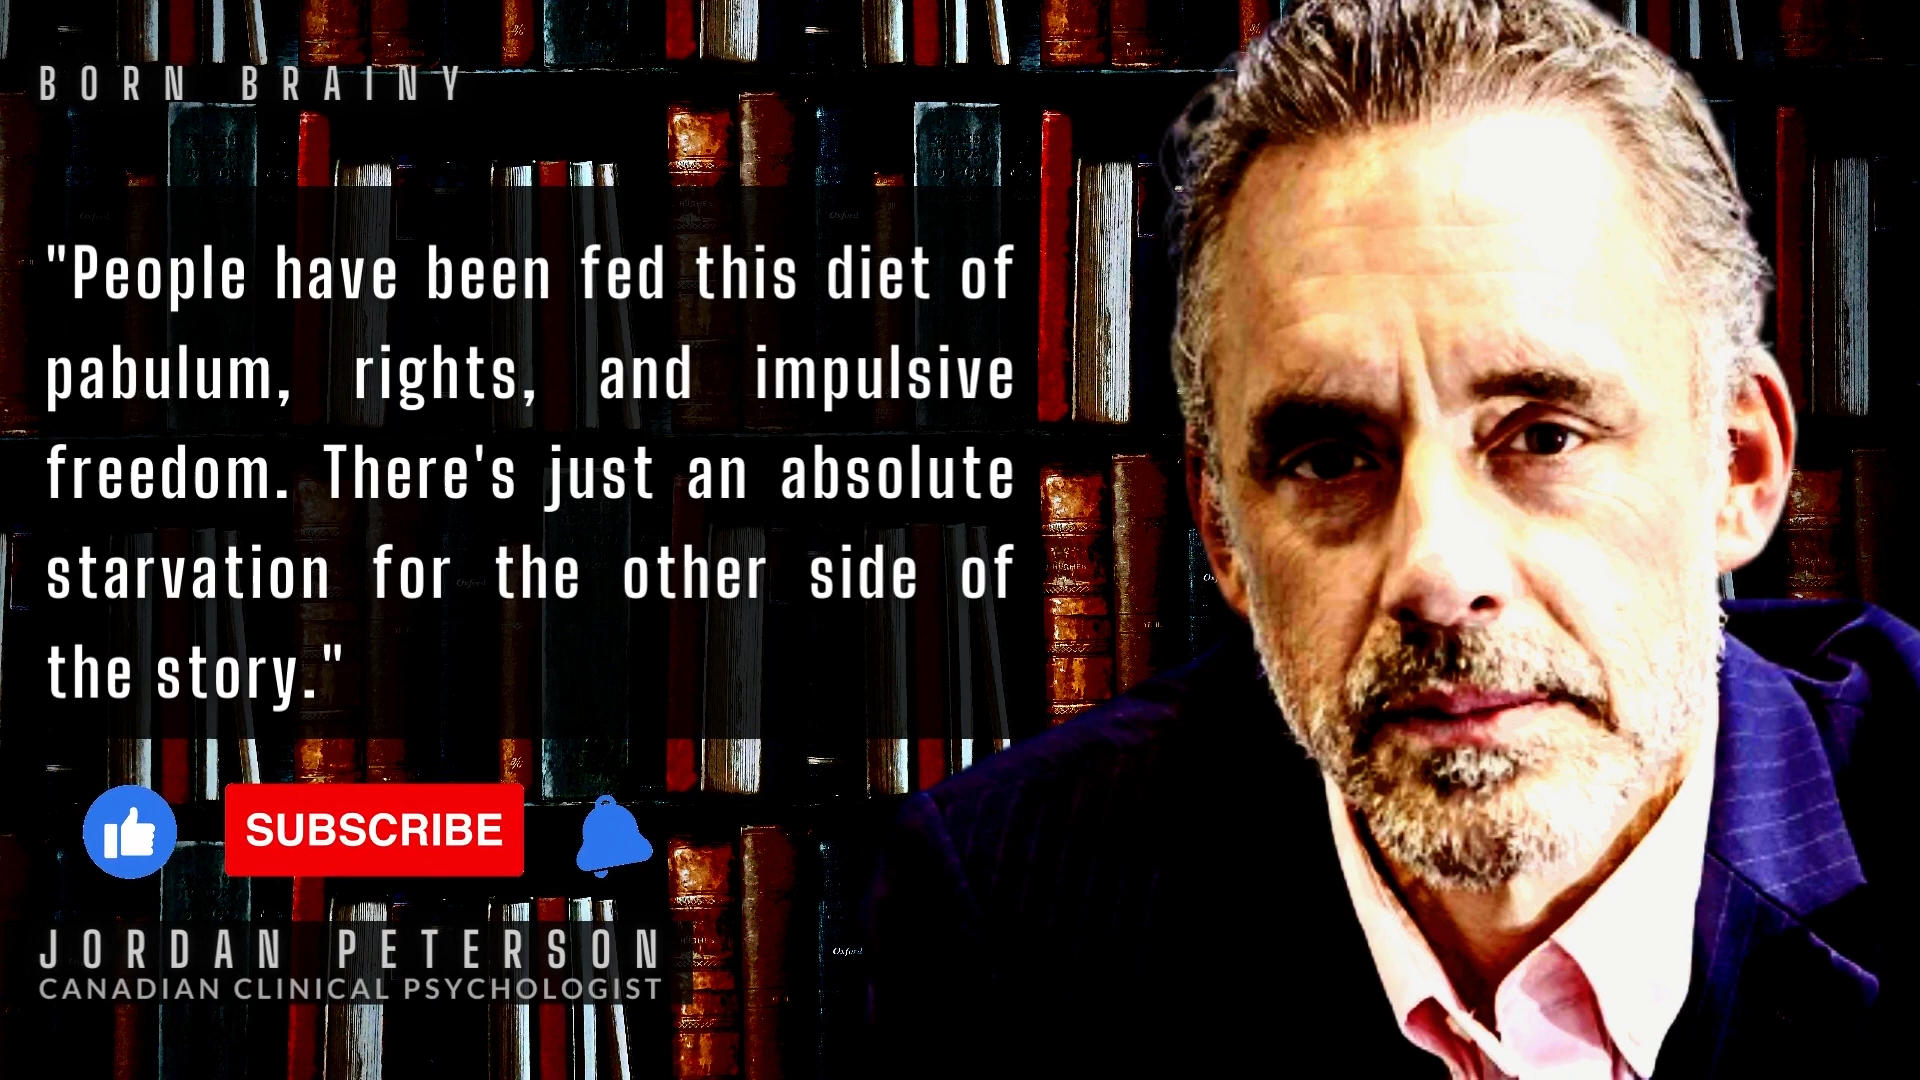 BORN BRAINY
"People have been fed this diet of
pabulum, rights, and impulsive
freedom. There's just an absolute
starvation for the other side of
the story."
SUBSCRIBE
JORDAN PETERSON
CANADIAN CLINICAL PSYCHOLOGIST
Oxford